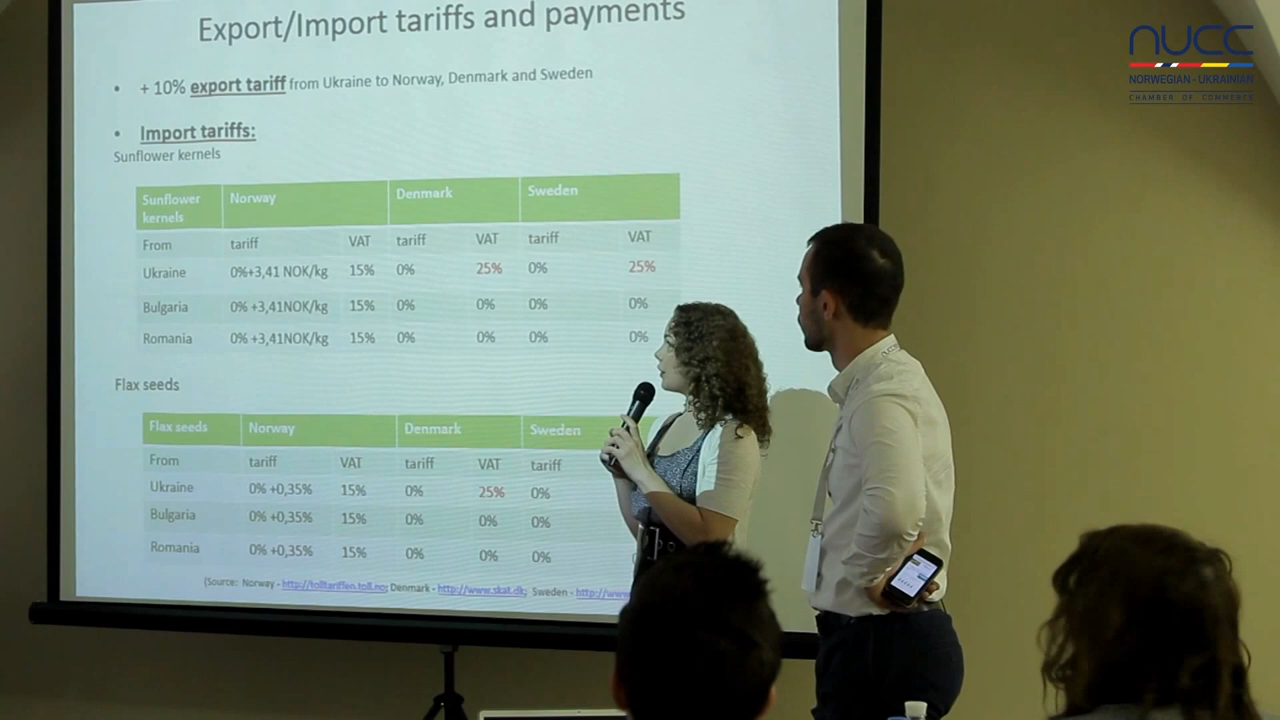 Export/Import tariffs and payments
• + 10% export tariff from Ukraine to Norway, Denmark and Sweden
• Import tariffs:
Sunflower kernels
Sunflower kernels Norway Denmark Sweden
From tariff VAT tariff VAT tariff VAT
Ukraine 0%+3,41 NOK/kg 15% 0% 25% 0% 25%
Bulgaria 0% +3,41NOK/kg 15% 0% 0% 0% 0%
Romania 0% +3,41NOK/kg 15% 0% 0% 0% 0%
Flax seeds
Flax seeds Norway Denmark Sweden
From tariff VAT tariff VAT tariff
Ukraine 0% +0,35% 15% 0% 25% 0%
Bulgaria 0% +0,35% 15% 0% 0% 0%
Romania 0% +0,35% 15% 0% 0% 0%
(Source: Norway - http://tolltariffen.toll.no; Denmark - http://www.skat.dk; Sweden - http://www
NUCC
NORWEGIAN - UKRAINIAN
CHAMBER OF COMMERCE